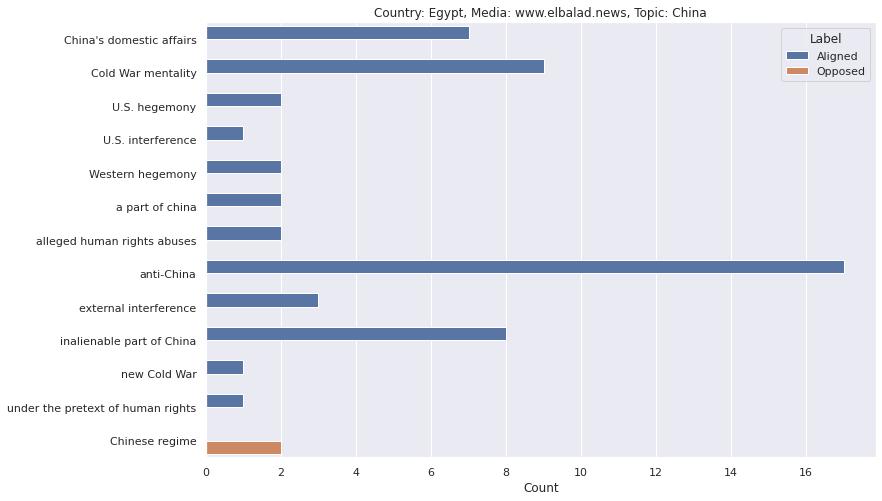 Country: Egypt, Media: www.elbalad.news, Topic: China
Label
Aligned
Opposed
China's domestic affairs
Cold War mentality
U.S. hegemony
U.S. interference
Western hegemony
a part of china
alleged human rights abuses
anti-China
external interference
inalienable part of China
new Cold War
under the pretext of human rights
Chinese regime
0 2 4 6 8 10 12 14 16
Count